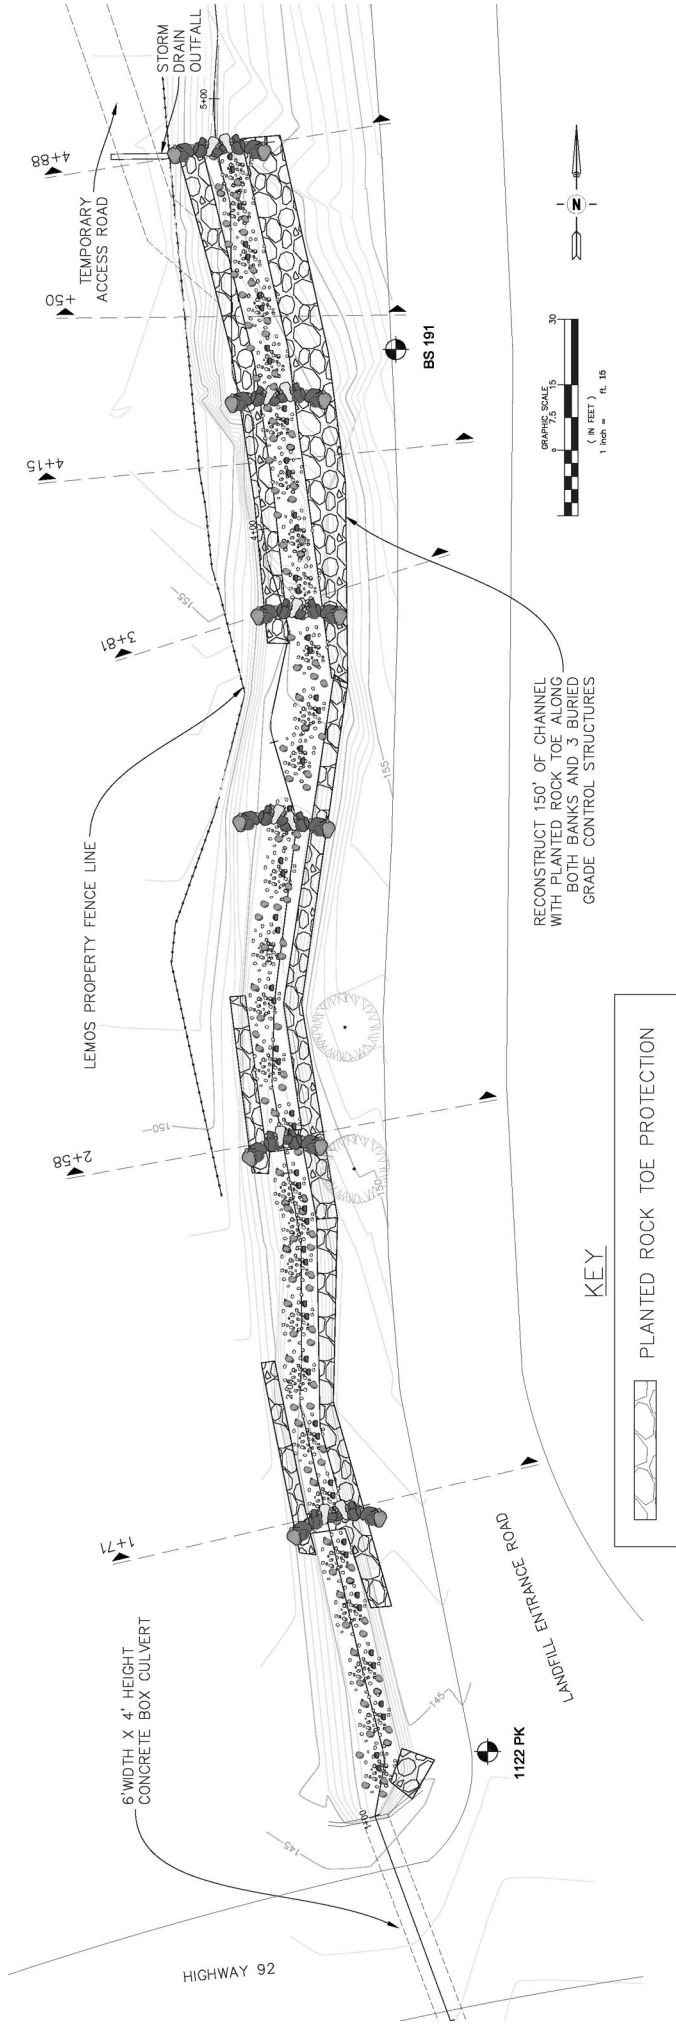 STORM
DRAIN
OUTFALL
5+00
4+88
TEMPORARY
ACCESS ROAD
+50
BS 191
N
GRAPHIC SCALE
0
7.5
15
30
( IN FEET )
1 inch = ft. 15
4+15
4+00
155
3+81
LEMOS PROPERTY FENCE LINE
155
RECONSTRUCT 150' OF CHANNEL
WITH PLANTED ROCK TOE ALONG
BOTH BANKS AND 3 BURIED
GRADE CONTROL STRUCTURES
150
2+58
150
KEY
PLANTED ROCK TOE PROTECTION
2+00
1+71
LANDFILL ENTRANCE ROAD
6'WIDTH X 4' HEIGHT
CONCRETE BOX CULVERT
145
1122 PK
1+00
145
HIGHWAY 92